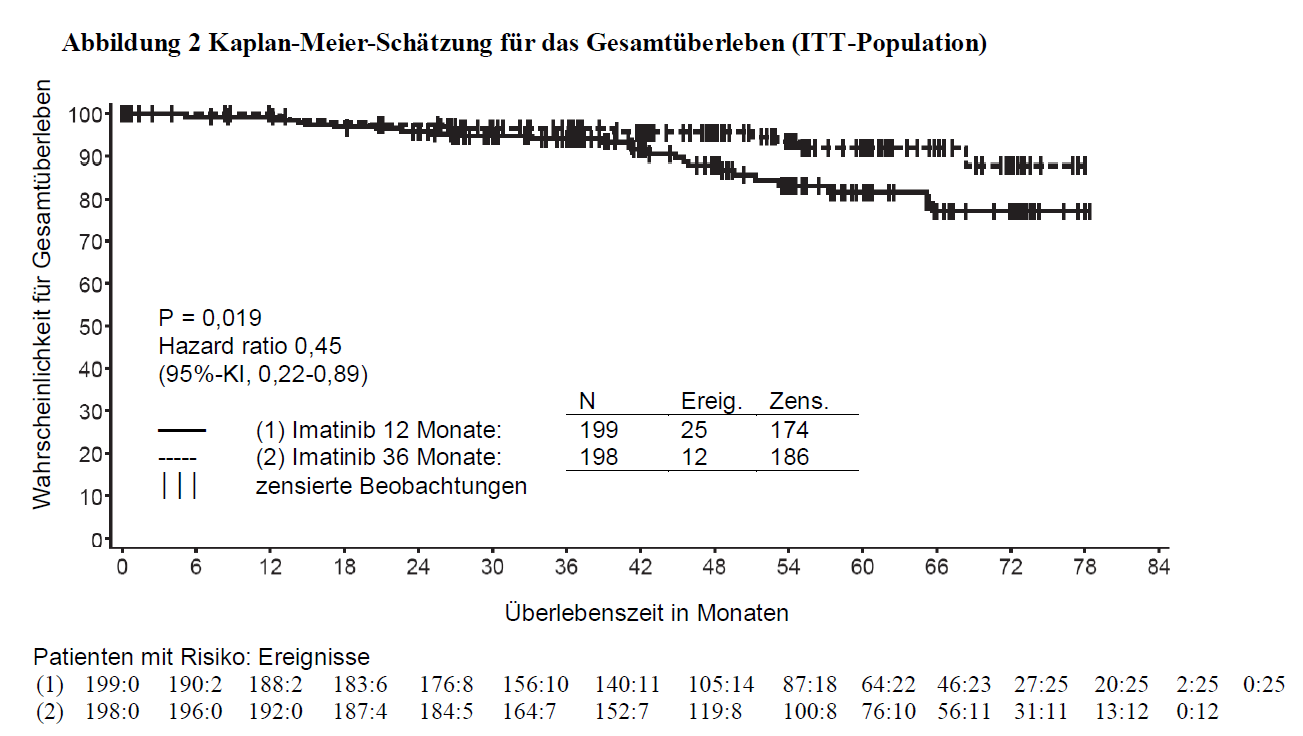 Abbildung 2 Kaplan-Meier-Schätzung für das Gesamtüberleben (ITT-Population)
Wahrscheinlichkeit für Gesamtüberleben
100
90
80
70
60
50
40
30
20
10
0
P = 0,019
Hazard ratio 0,45
(95%-KI, 0,22-0,89)
N Ereig. Zens.
(1) Imatinib 12 Monate: 199 25 174
(2) Imatinib 36 Monate: 198 12 186
zensierte Beobachtungen
0 6 12 18 24 30 36 42 48 54 60 66 72 78 84
Überlebenszeit in Monaten
Patienten mit Risiko: Ereignisse
(1) 199:0 190:2 188:2 183:6 176:8 156:10 140:11 105:14 87:18 64:22 46:23 27:25 20:25 2:25 0:25
(2) 198:0 196:0 192:0 187:4 184:5 164:7 152:7 119:8 100:8 76:10 56:11 31:11 13:12 0:12